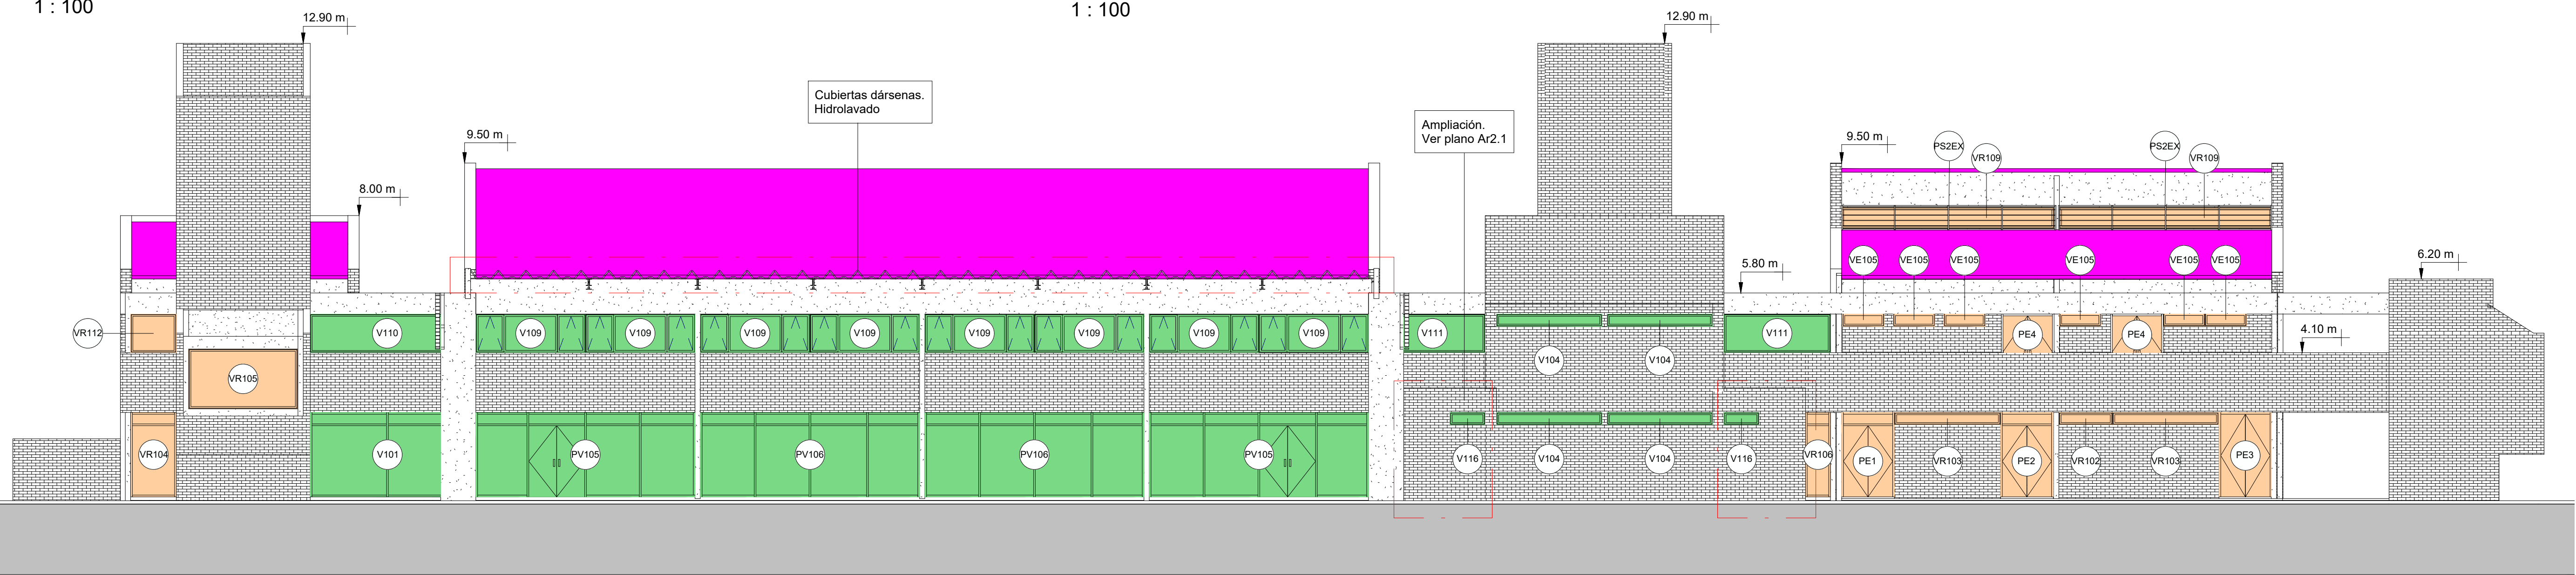 1 : 100
1 : 100
12.90 m
12.90 m
Cubiertas dársenas.
Hidrolavado
Ampliación.
Ver plano Ar2.1
9.50 m
9.50 m
PS2EX
VR109
PS2EX
VR109
8.00 m
5.80 m
VE105
VE105
VE105
VE105
VE105
VE105
6.20 m
VR112
V110
V109
V109
V109
V109
V109
V109
V109
V109
V111
V111
PE4
PE4
4.10 m
VR105
V104
V104
VR104
V101
PV105
PV106
PV106
PV105
V116
V104
V104
V116
VR106
PE1
VR103
PE2
VR102
VR103
PE3